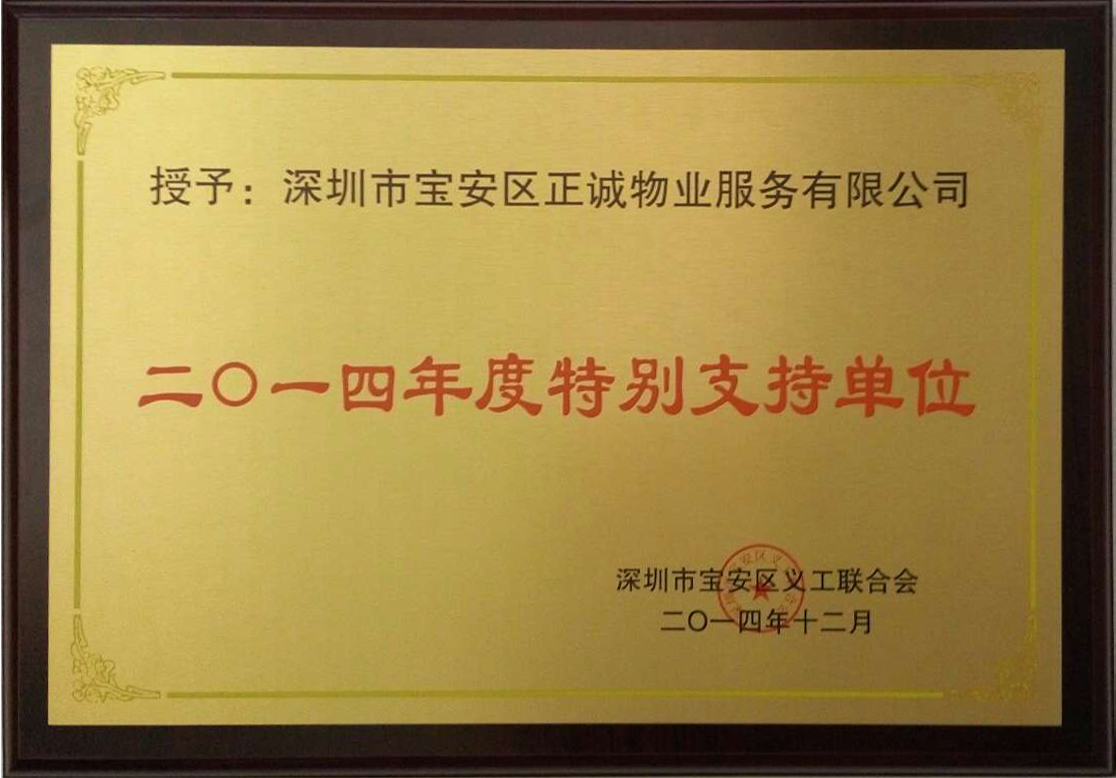 授予：深圳市宝安区正诚物业服务有限公司
二〇一四年度特别支持单位
深圳市宝安区义工联合会
二〇一四年十二月